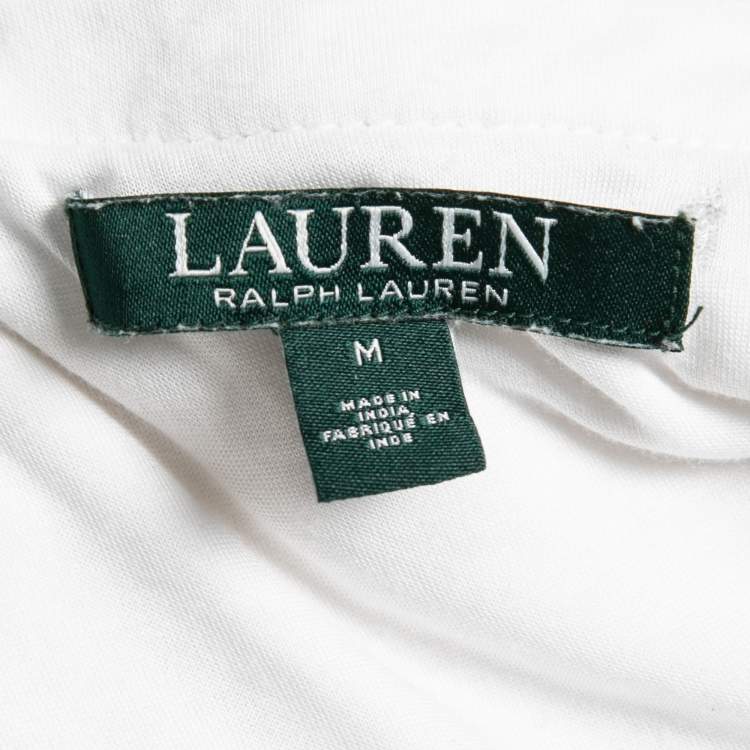 LAUREN
RALPH LAUREN
M
MADE IN
INDIA
FABRIQUÉ EN
INDE